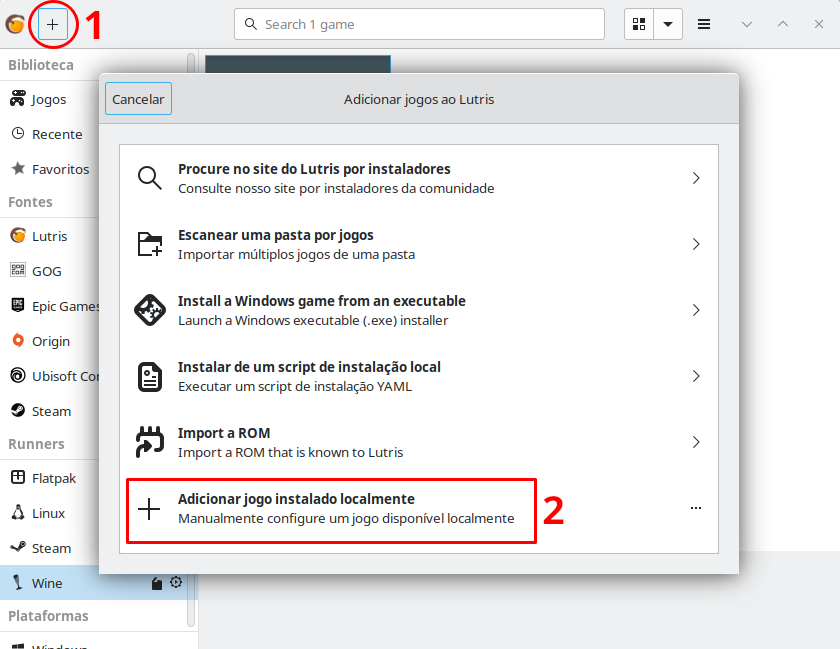 1
Search 1 game
Biblioteca
Jogos
Recente
Favoritos
Fontes
Lutris
GOG
Epic Games
Origin
Ubisoft Con
Steam
Runners
Flatpak
Linux
Steam
Wine
Plataformas
Windows
Cancelar
Adicionar jogos ao Lutris
Procure no site do Lutris por instaladores
Consulte nosso site por instaladores da comunidade
Escanear uma pasta por jogos
Importar múltiplos jogos de uma pasta
Install a Windows game from an executable
Launch a Windows executable (.exe) installer
Instalar de um script de instalação local
Executar um script de instalação YAML
Import a ROM
Import a ROM that is known to Lutris
Adicionar jogo instalado localmente
Manualmente configure um jogo disponível localmente
2